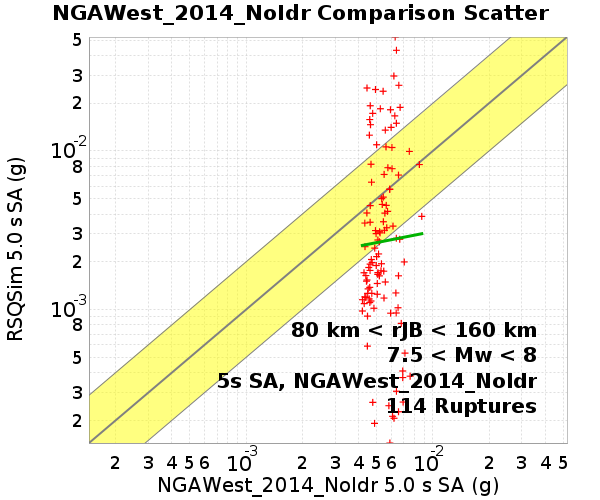 NGAWest_2014_NoIdr Comparison Scatter
RSQSim 5.0 s SA (g)
5
3
2
10-2
8
5
3
2
10-3
8
5
3
2
80 km < rJB < 160 km
7.5 < Mw < 8
5s SA, NGAWest_2014_NoIdr
114 Ruptures
2 3 4 5 6 10-3 2 3 4 5 6 10-2 2 3 4 5
NGAWest_2014_NoIdr 5.0 s SA (g)